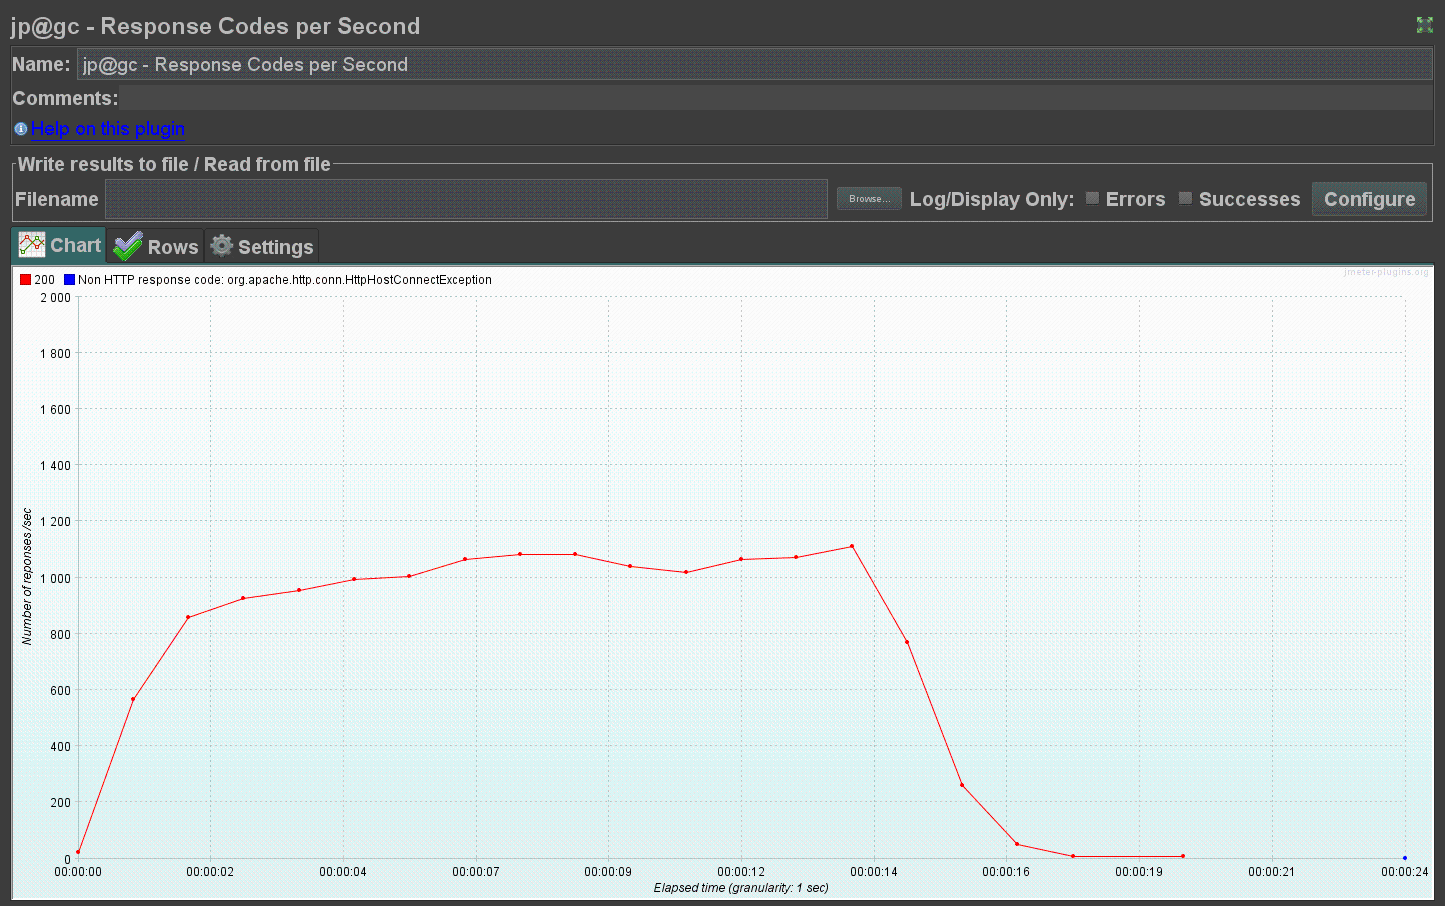 jp@gc - Response Codes per Second
Name: jp@gc - Response Codes per Second
Comments:
Help on this plugin
Write results to file / Read from file
Filename Browse... Log/Display Only: Errors Successes Configure
Chart Rows Settings
200 Non HTTP response code: org.apache.http.conn.HttpHostConnectException
jmeter-plugins.org
2 000
1 800
1 600
1 400
1 200
1 000
800
600
400
200
0
Number of reponses /sec
00:00:00 00:00:02 00:00:04 00:00:07 00:00:09 00:00:12 00:00:14 00:00:16 00:00:19 00:00:21 00:00:24
Elapsed time (granularity: 1 sec)